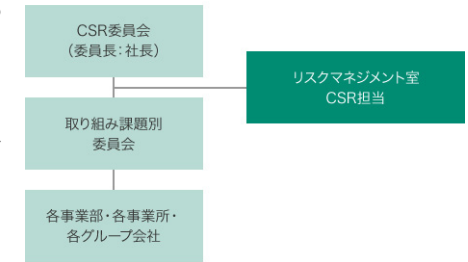 CSR委員会
（委員長：社長）
リスクマネジメント室
CSR担当
取り組み課題別
委員会
各事業部・各事業所・
各グループ会社